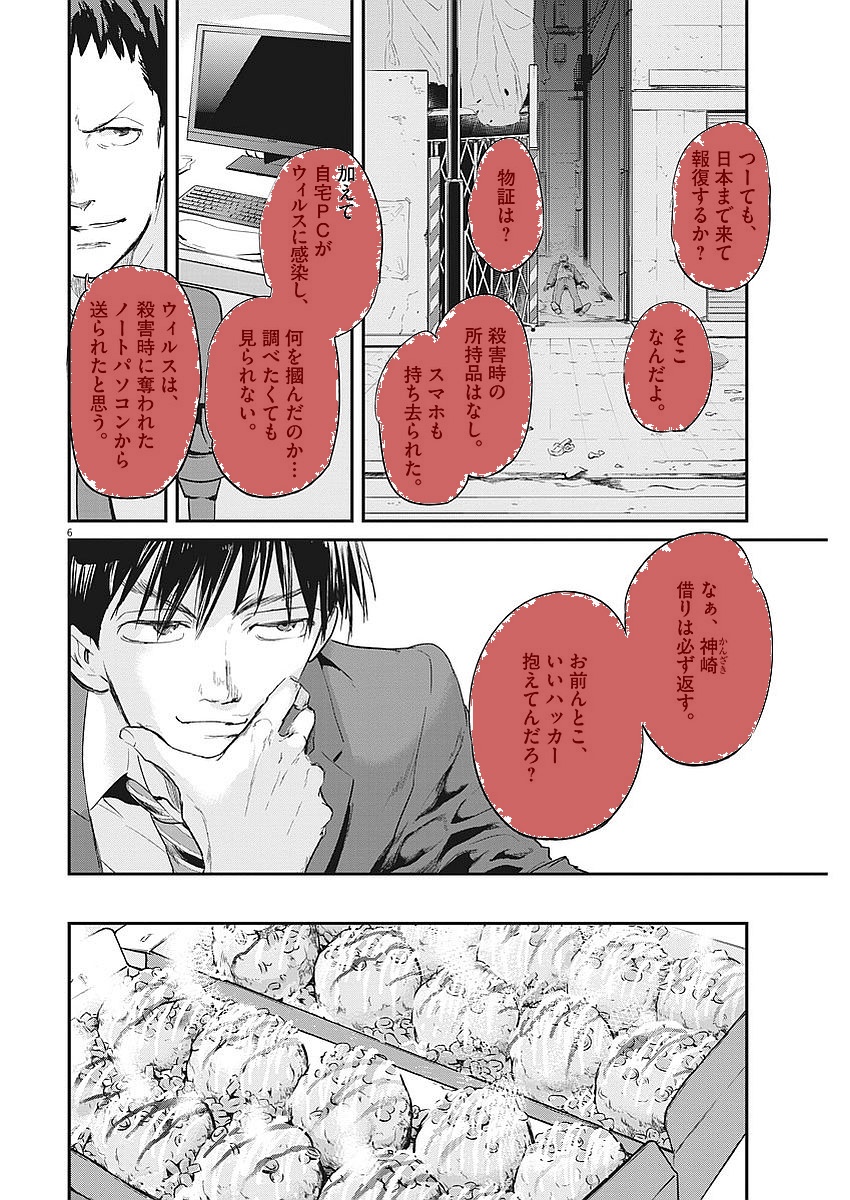 つーても、
日本まで来て
報復するか?
そこ
なんだよ。
物証は?
殺害時の
所持品はなし。
スマホも
持ち去られた。
加えて
自宅PCが
ウィルスに感染し、
何を摑んだのか…
調べたくても
見られない。
ウィルスは、
殺害時に奪われた
ノートパソコンから
送られたと思う。
6
なぁ、神崎
かんざき
借りは必ず返す。
お前んとこ、
いいハッカー
抱えてんだろ?